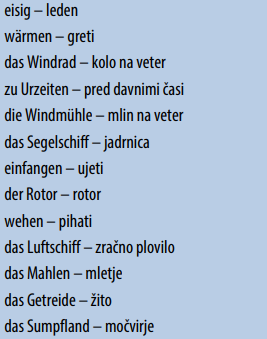 eisig – leden
wärmen – greti
das Windrad – kolo na veter
zu Urzeiten – pred davnimi časi
die Windmühle – mlin na veter
das Segelschiff – jadrnica
einfangen – ujeti
der Rotor – rotor
wehen – pihati
das Luftschiff – zračno plovilo
das Mahlen – mletje
das Getreide – žito
das Sumpfland – močvirje